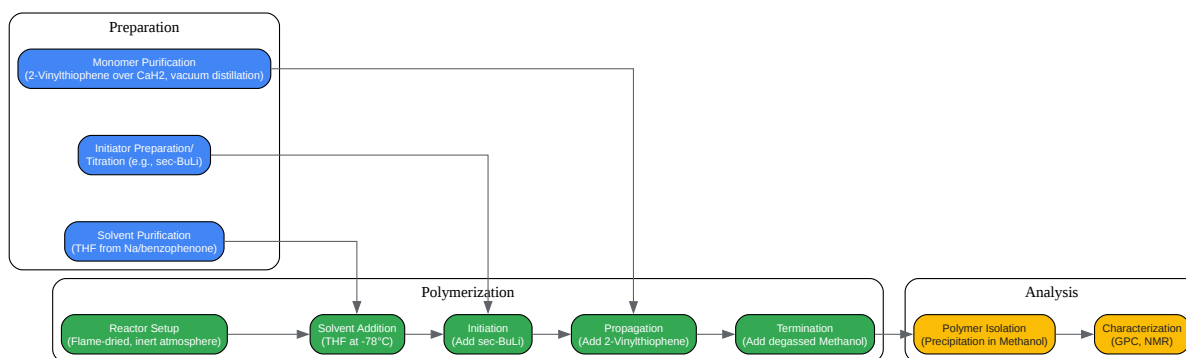 Preparation
Monomer Purification
(2-Vinylthiophene over CaH2, vacuum distillation)
Initiator Preparation/
Titration (e.g., sec-BuLi)
Solvent Purification
(THF from Na/benzophenone)
Polymerization
Reactor Setup
(Flame-dried, inert atmosphere)
Solvent Addition
(THF at -78°C)
Initiation
(Add sec-BuLi)
Propagation
(Add 2-Vinylthiophene)
Termination
(Add degassed Methanol)
Analysis
Polymer Isolation
(Precipitation in Methanol)
Characterization
(GPC, NMR)